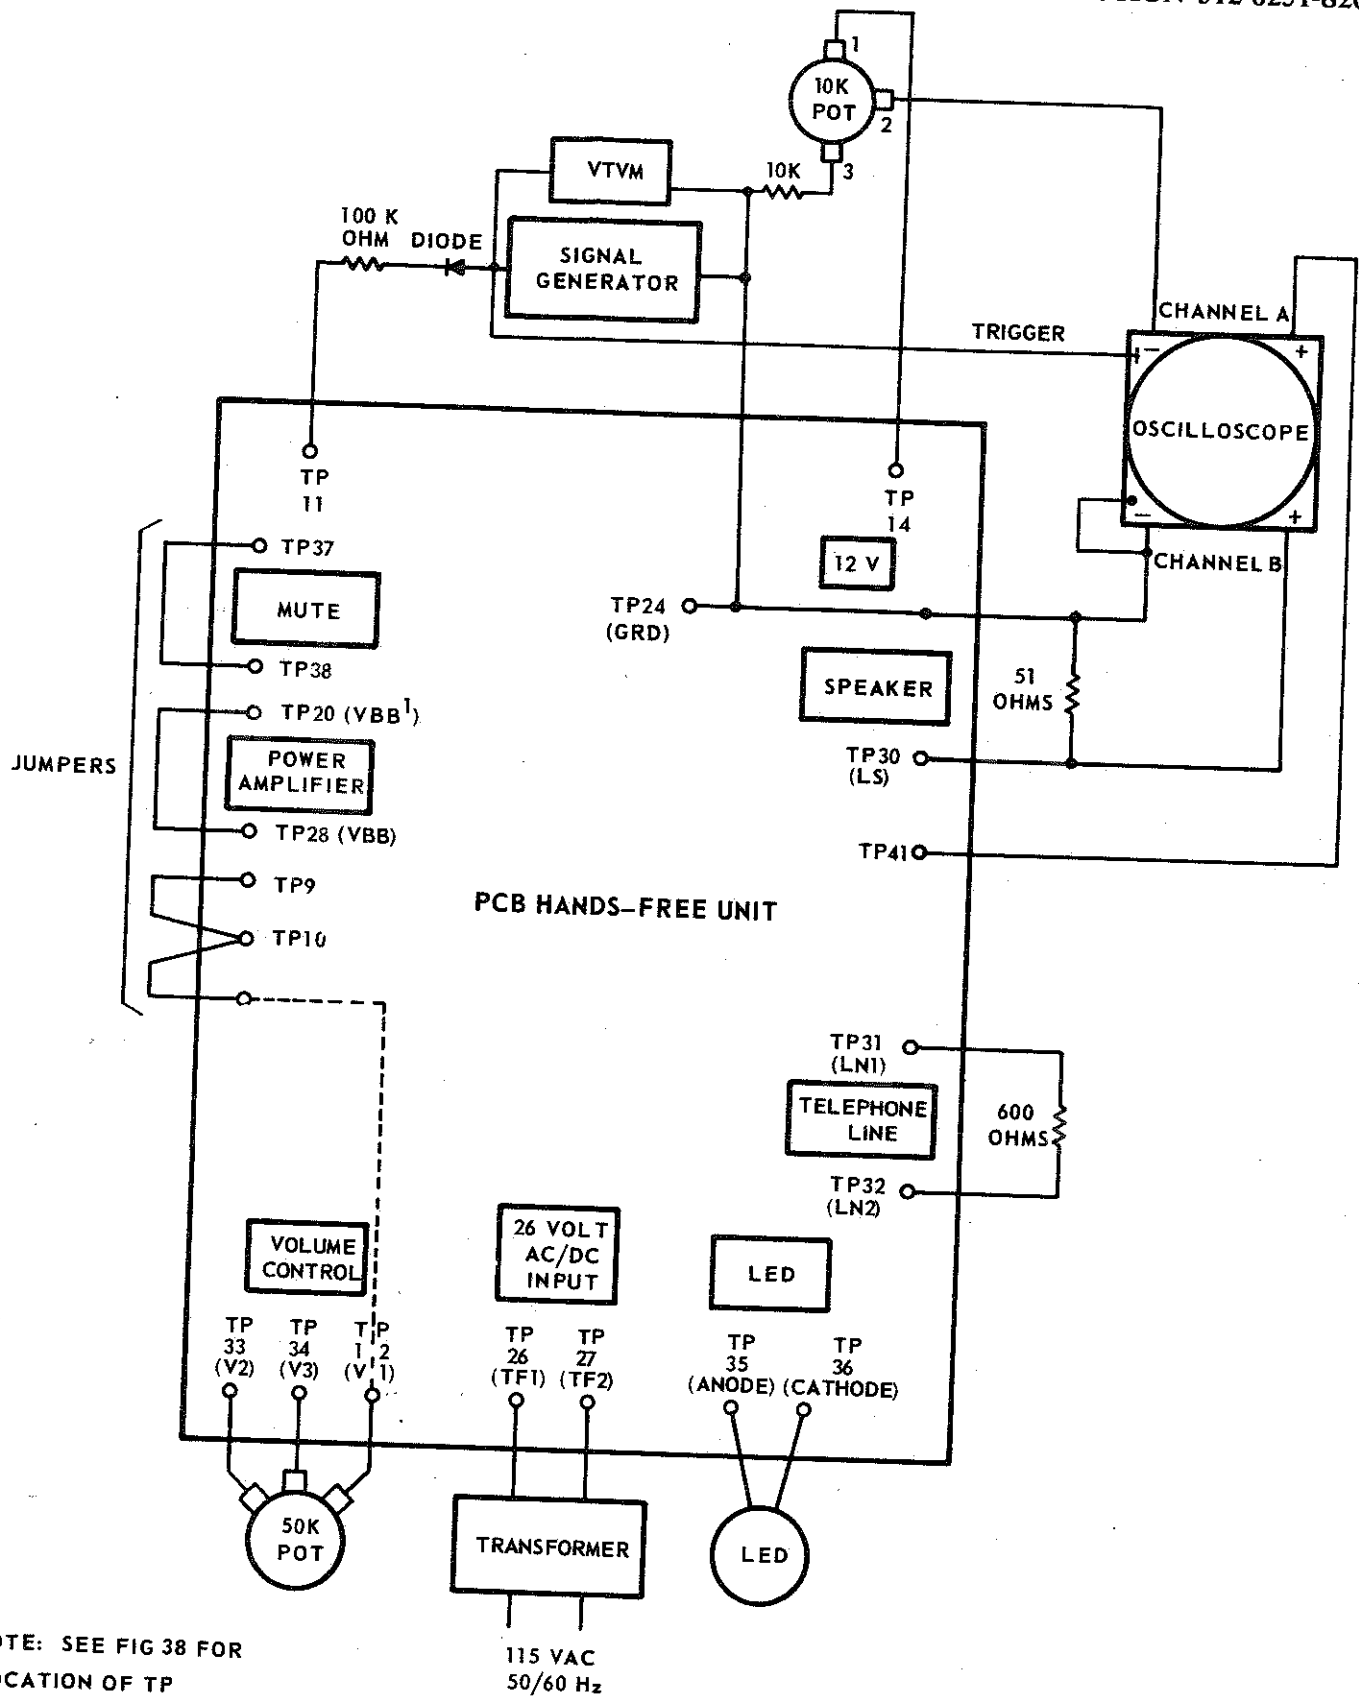 1
10K
POT
2
3
10K
VTVM
100 K
OHM
DIODE
SIGNAL
GENERATOR
TRIGGER
CHANNEL A
−
+
OSCILLOSCOPE
−
+
CHANNEL B
TP
11
TP
14
12 V
TP37
MUTE
TP38
TP24
(GRD)
SPEAKER
51
OHMS
TP20 (VBB1)
JUMPERS
POWER
AMPLIFIER
TP28 (VBB)
TP30
(LS)
TP41
TP9
TP10
PCB HANDS–FREE UNIT
TP31
(LN1)
TELEPHONE
LINE
600
OHMS
TP32
(LN2)
VOLUME
CONTROL
26 VOLT
AC/DC
INPUT
LED
TP
33
(V2)
TP
34
(V3)
TP
12
(V1)
TP
26
(TF1)
TP
27
(TF2)
TP
35
(ANODE)
TP
36
(CATHODE)
50K
POT
TRANSFORMER
LED
115 VAC
50/60 Hz
SEE FIG 38 FOR
OF TP